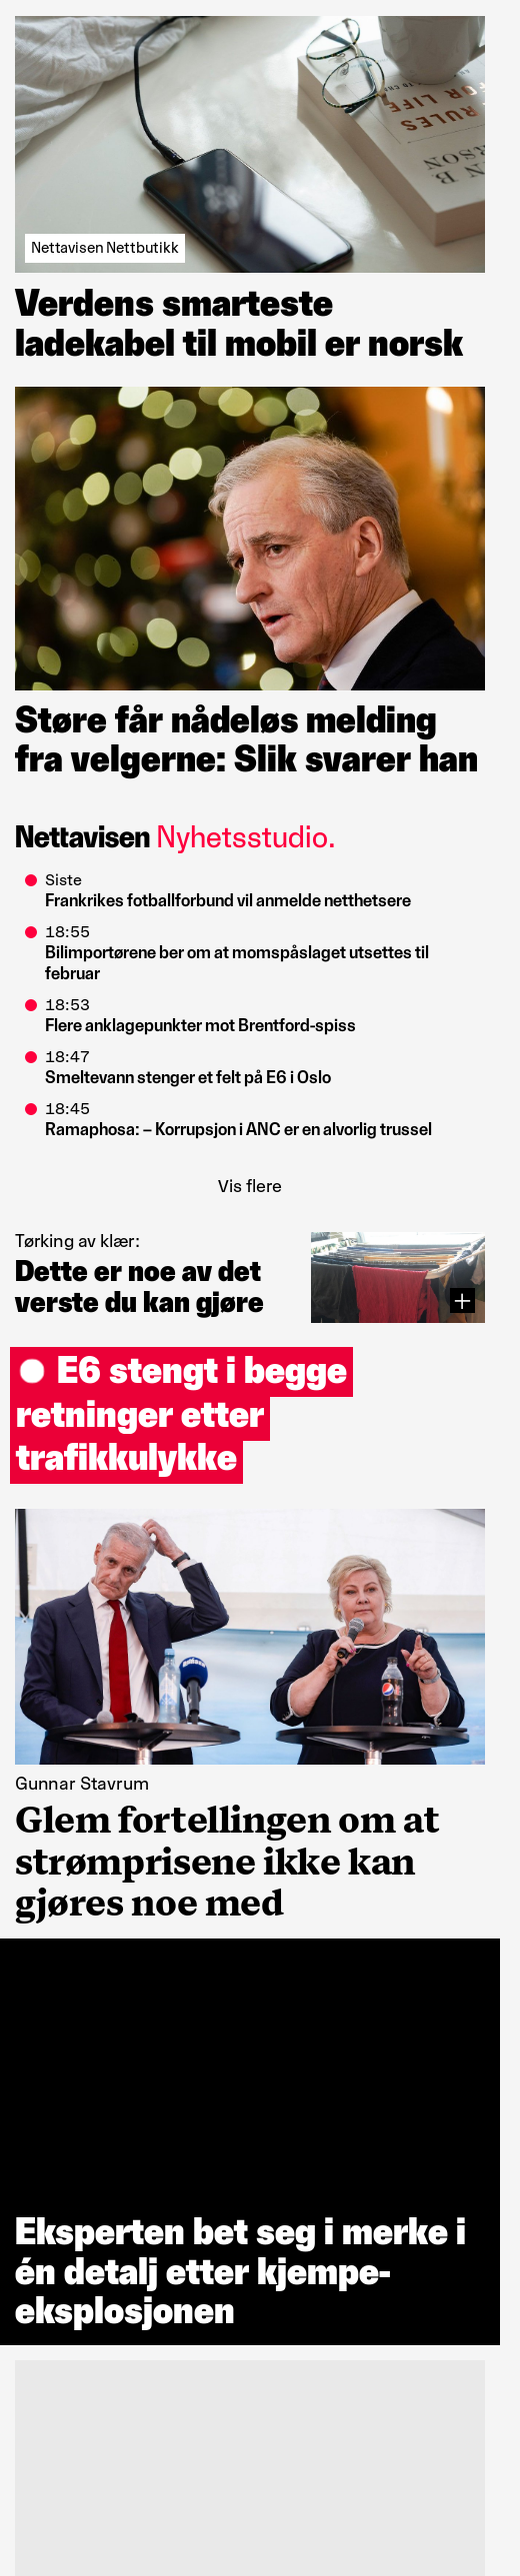 FOR LIFE
RULES
Nettavisen Nettbutikk
Verdens smarteste
ladekabel til mobil er norsk
Støre får nådeløs melding
fra velgerne: Slik svarer han
Nettavisen Nyhetsstudio.
Siste
Frankrikes fotballforbund vil anmelde netthetsere
18:55
Bilimportørene ber om at momspåslaget utsettes til
februar
18:53
Flere anklagepunkter mot Brentford-spiss
18:47
Smeltevann stenger et felt på E6 i Oslo
18:45
Ramaphosa: – Korrupsjon i ANC er en alvorlig trussel
Vis flere
Tørking av klær:
Dette er noe av det
verste du kan gjøre
E6 stengt i begge
retninger etter
trafikkulykke
Gunnar Stavrum
Glem fortellingen om at
strømprisene ikke kan
gjøres noe med
Eksperten bet seg i merke i
én detalj etter kjempe-
eksplosjonen